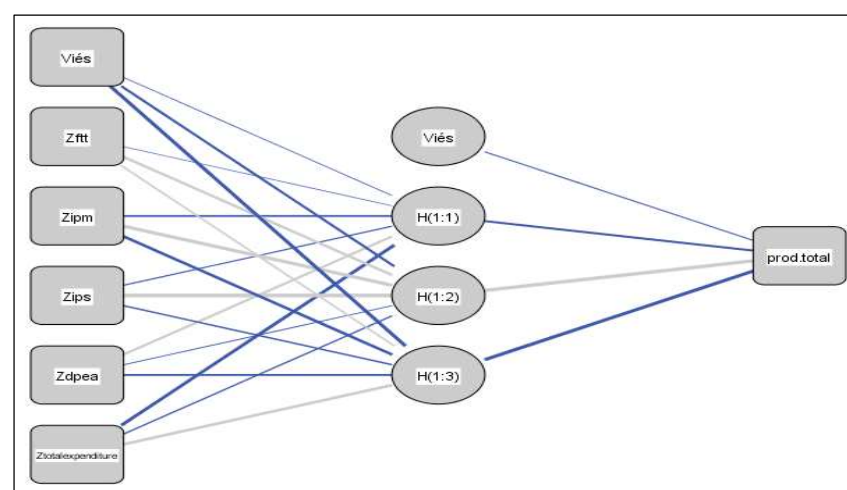 Viés
Zftt
Zipm
Zips
Zdpea
Ztotalexpenditure
Viés
H(1:1)
H(1:2)
H(1:3)
prod.total